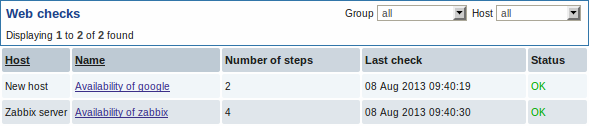 Web checks Group all Host all
Displaying 1 to 2 of 2 found
Host Name Number of steps Last check Status
New host Availability of google 2 08 Aug 2013 09:40:19 OK
Zabbix server Availability of zabbix 4 08 Aug 2013 09:40:30 OK